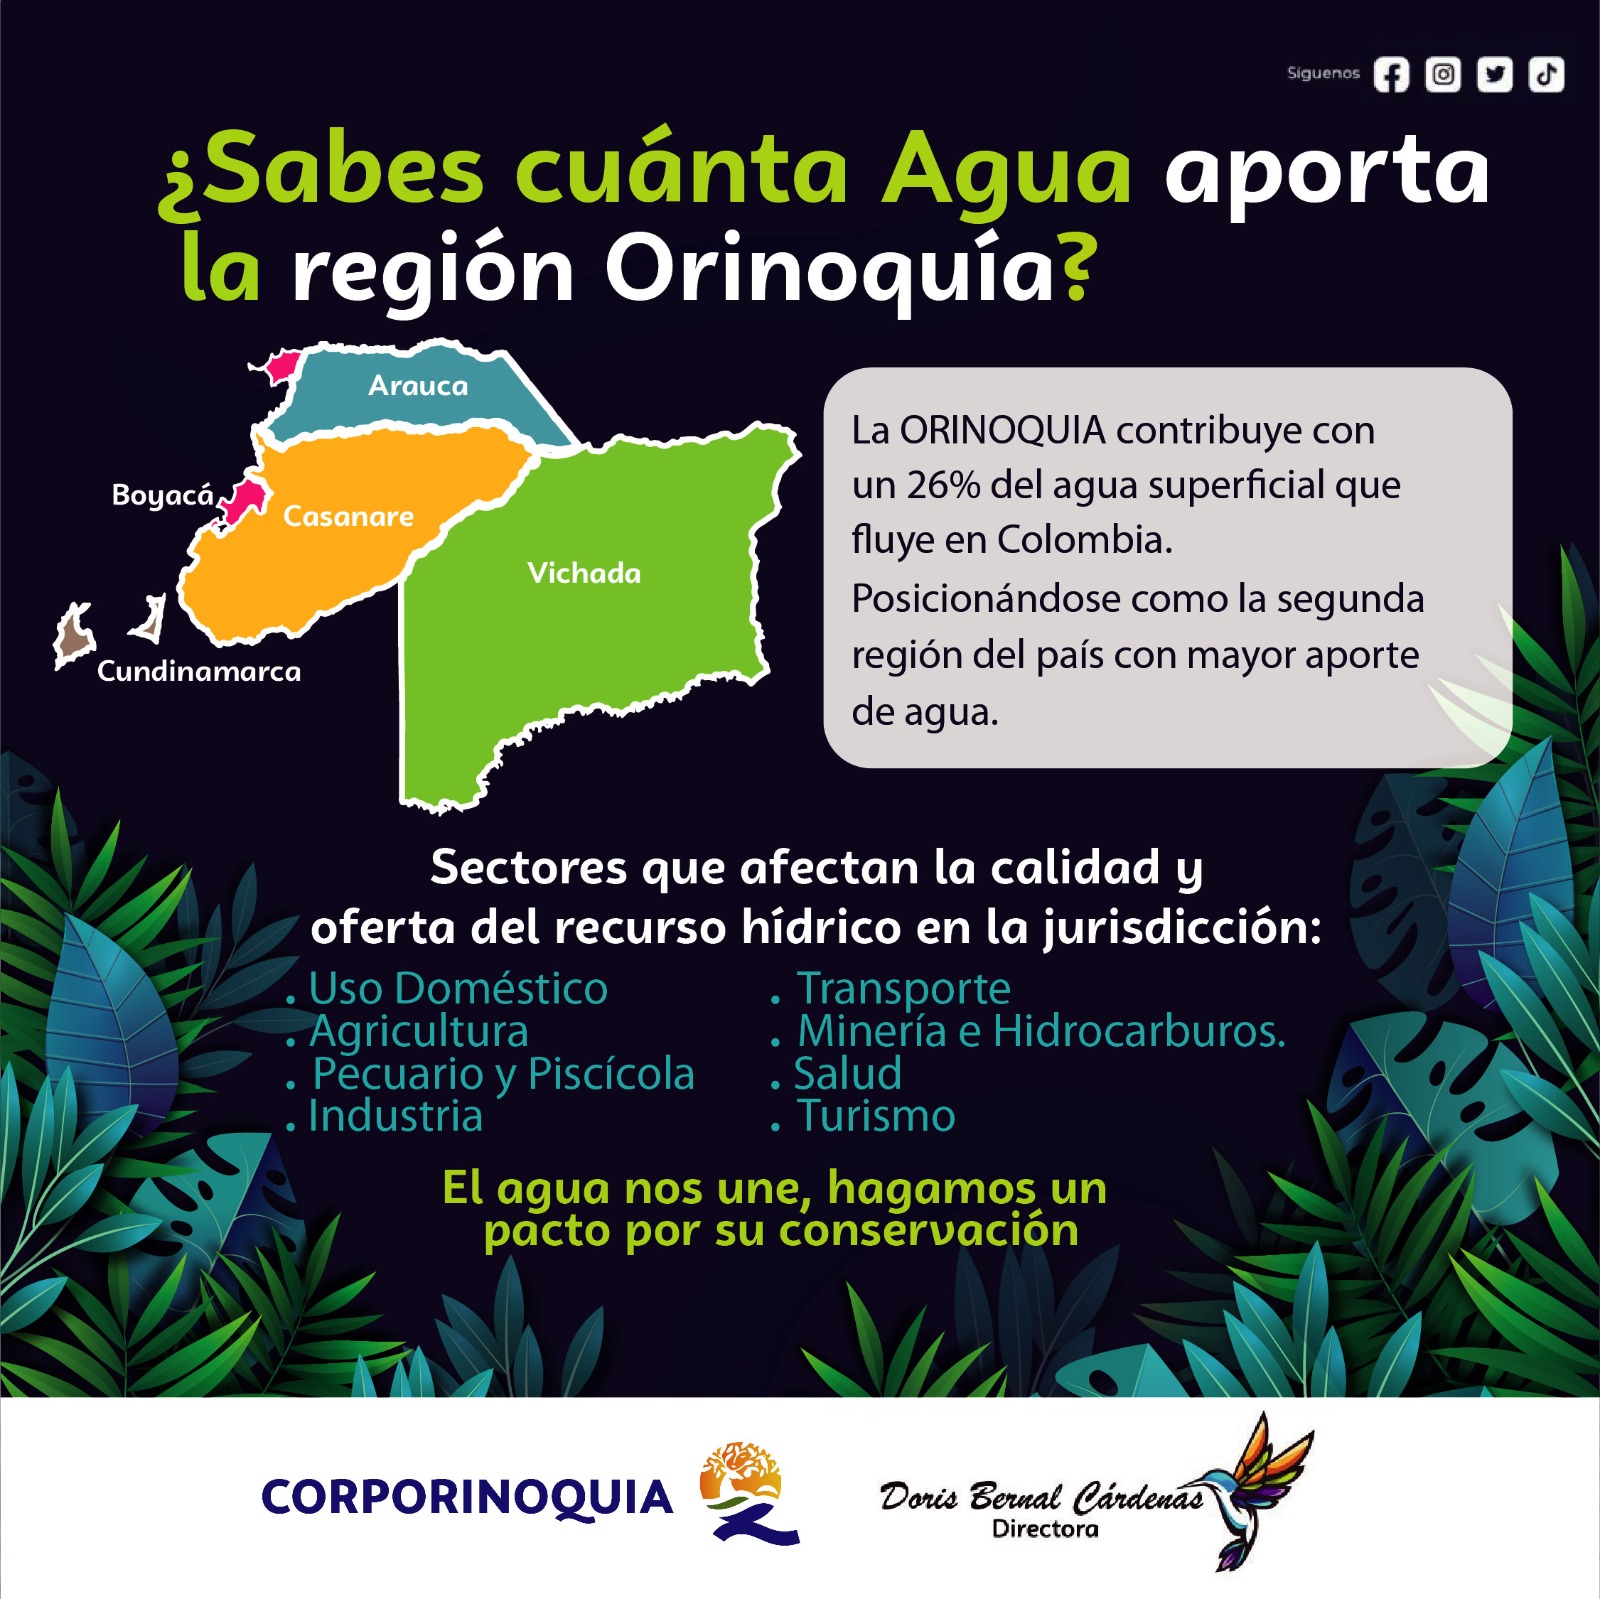 Síguenos
¿Sabes cuánta Agua aporta
la región Orinoquía?
Arauca
Boyacá
Casanare
Vichada
Cundinamarca
La ORINOQUIA contribuye con
un 26% del agua superficial que
fluye en Colombia.
Posicionándose como la segunda
región del país con mayor aporte
de agua.
Sectores que afectan la calidad y
oferta del recurso hídrico en la jurisdicción:
. Uso Doméstico
. Agricultura
. Pecuario y Piscícola
. Industria
. Transporte
. Minería e Hidrocarburos.
. Salud
. Turismo
El agua nos une, hagamos un
pacto por su conservación
CORPORINOQUIA
Doris Bernal Cárdenas
Directora